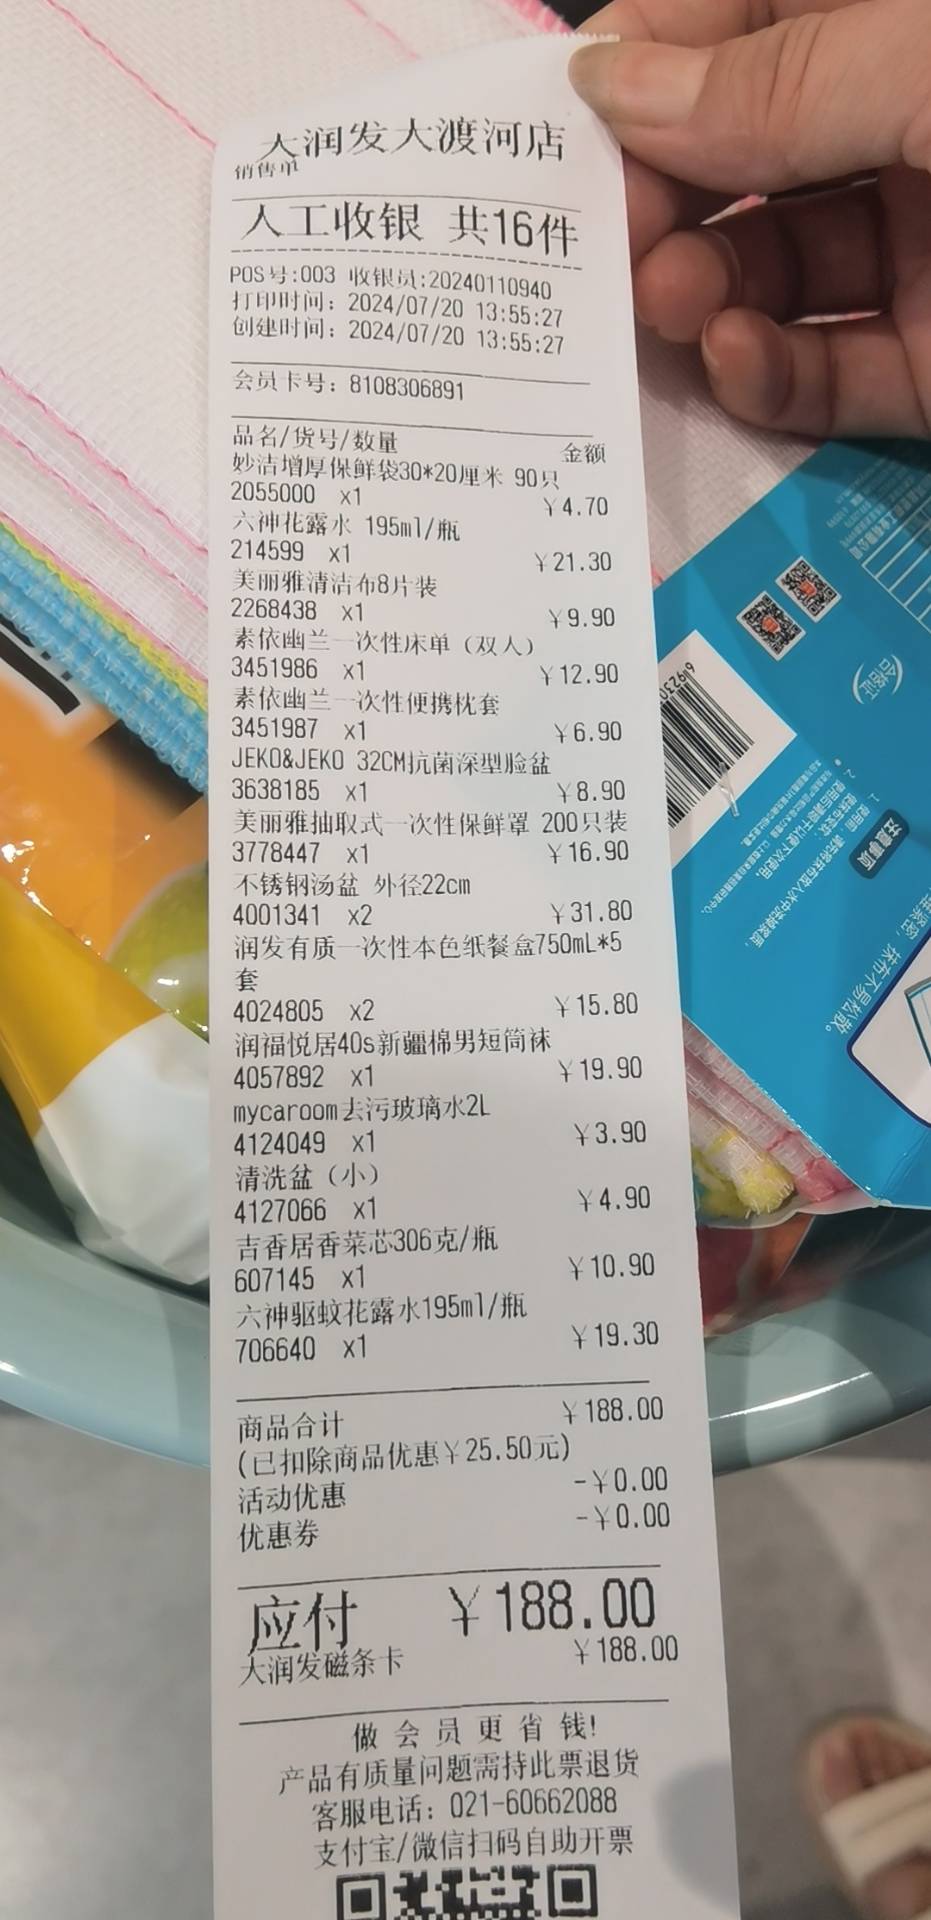 大润发大渡河店
销售单
人工收银 共16件
POS号:003 收银员:20240110940
打印时间: 2024/07/20 13:55:27
创建时间: 2024/07/20 13:55:27
会员卡号: 8108306891
品名/货号/数量 金额
妙洁增厚保鲜袋30*20厘米 90只
2055000 x1 ¥4.70
六神花露水 195ml/瓶
214599 x1 ¥21.30
美丽雅清洁布8片装
2268438 x1 ¥9.90
素依幽兰一次性床单（双人）
3451986 x1 ¥12.90
素依幽兰一次性便携枕套
3451987 x1 ¥6.90
JEKO&JEKO 32CM抗菌深型脸盆
3638185 x1 ¥8.90
美丽雅抽取式一次性保鲜罩 200只装
3778447 x1 ¥16.90
不锈钢汤盆 外径22cm
4001341 x2 ¥31.80
润发有质一次性本色纸餐盒750mL*5
套
4024805 x2 ¥15.80
润福悦居40s新疆棉男短筒袜
4057892 x1 ¥19.90
mycaroom去污玻璃水2L
4124049 x1 ¥3.90
清洗盆（小）
4127066 x1 ¥4.90
吉香居香菜芯306克/瓶
607145 x1 ¥10.90
六神驱蚊花露水195ml/瓶
706640 x1 ¥19.30
商品合计 ¥188.00
(已扣除商品优惠¥25.50元)
活动优惠 -¥0.00
优惠券 -¥0.00
应付 ¥188.00
大润发磁条卡 ¥188.00
做会员更省钱!
产品有质量问题需持此票退货
客服电话: 021-60662088
支付宝/微信扫码自助开票
合格证
注意事项